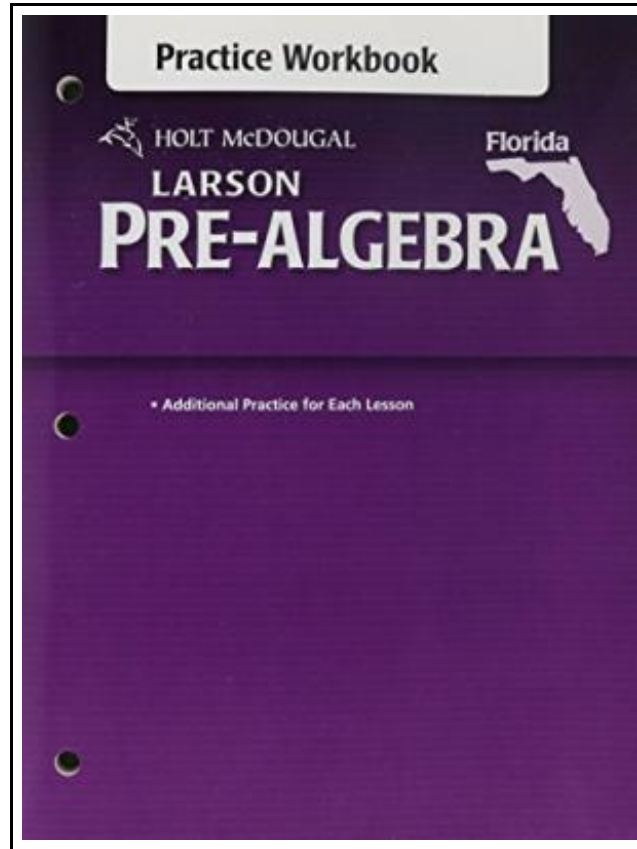 Practice Workbook
HOLT McDOUGAL
Florida
LARSON
PRE-ALGEBRA
• Additional Practice for Each Lesson